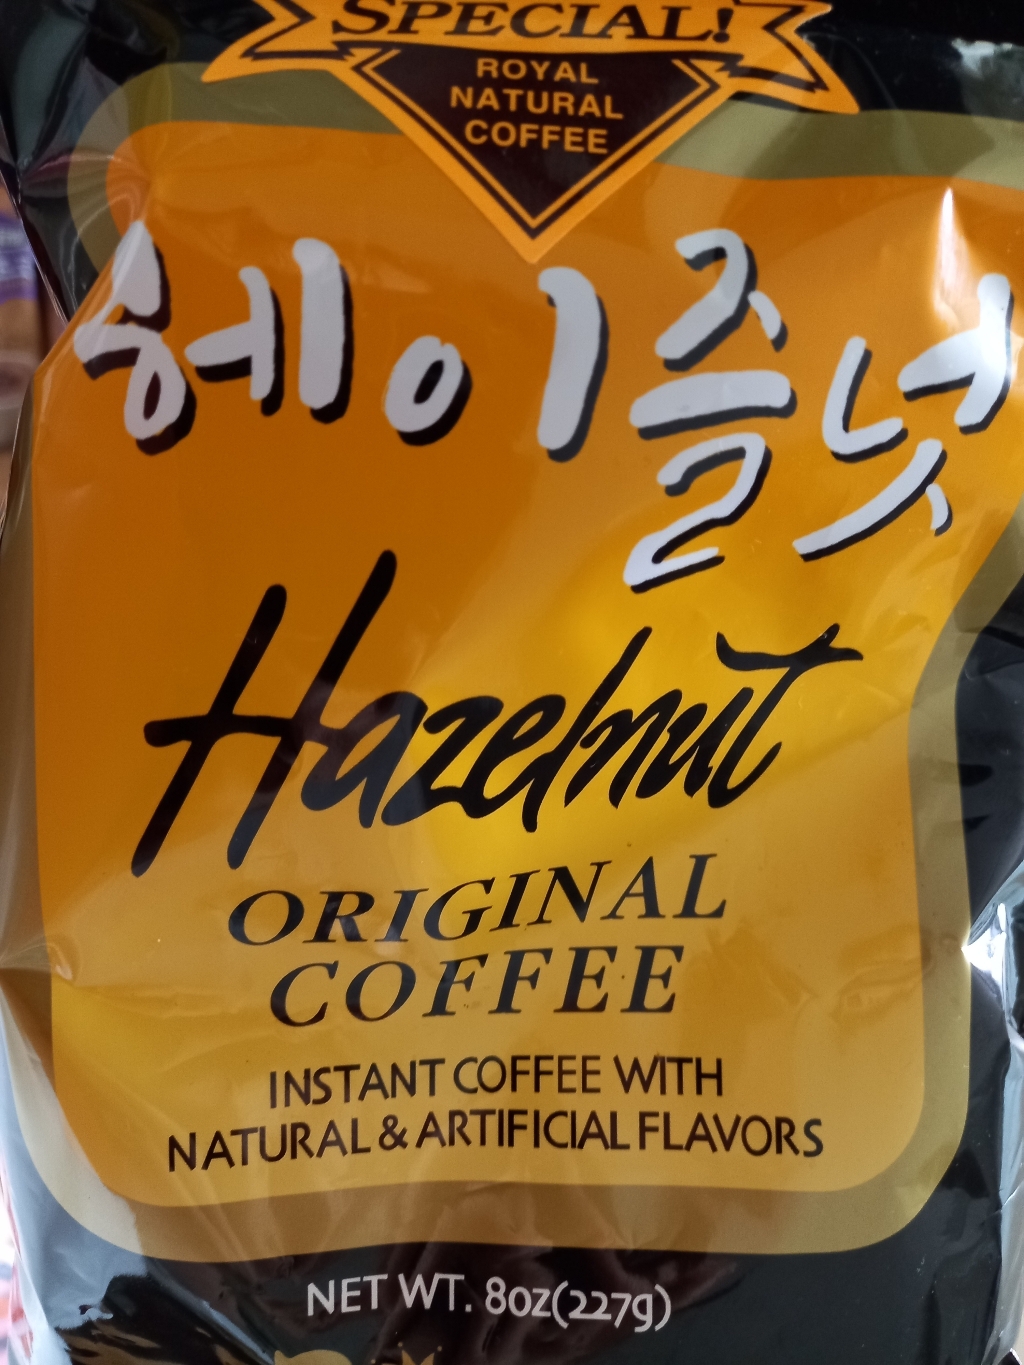 SPECIAL!
ROYAL
NATURAL
COFFEE
헤이즐넛
Hazelnut
ORIGINAL
COFFEE
INSTANT COFFEE WITH
NATURAL & ARTIFICIAL FLAVORS
NET WT. 8oz(227g)